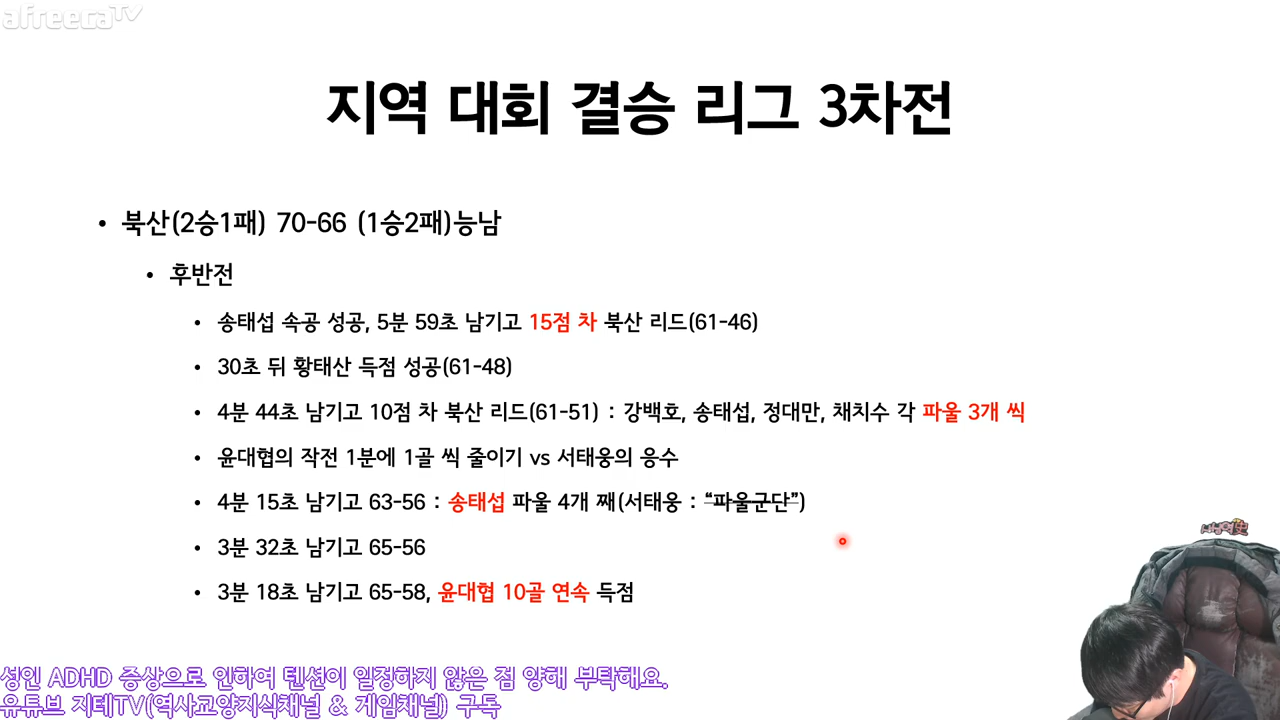 afreecaTV
지역 대회 결승 리그 3차전
• 북산(2승1패) 70-66 (1승2패)능남
• 후반전
• 송태섭 속공 성공, 5분 59초 남기고 15점 차 북산 리드(61-46)
• 30초 뒤 황태산 득점 성공(61-48)
• 4분 44초 남기고 10점 차 북산 리드(61-51) : 강백호, 송태섭, 정대만, 채치수 각 파울 3개 씩
• 윤대협의 작전 1분에 1골 씩 줄이기 vs 서태웅의 응수
• 4분 15초 남기고 63-56 : 송태섭 파울 4개 째(서태웅 : “파울군단”)
• 3분 32초 남기고 65-56
• 3분 18초 남기고 65-58, 윤대협 10골 연속 득점
성인 ADHD 증상으로 인하여 텐션이 일정하지 않은 점 양해 부탁해요.
유튜브 지테TV(역사교양지식채널 & 게임채널) 구독